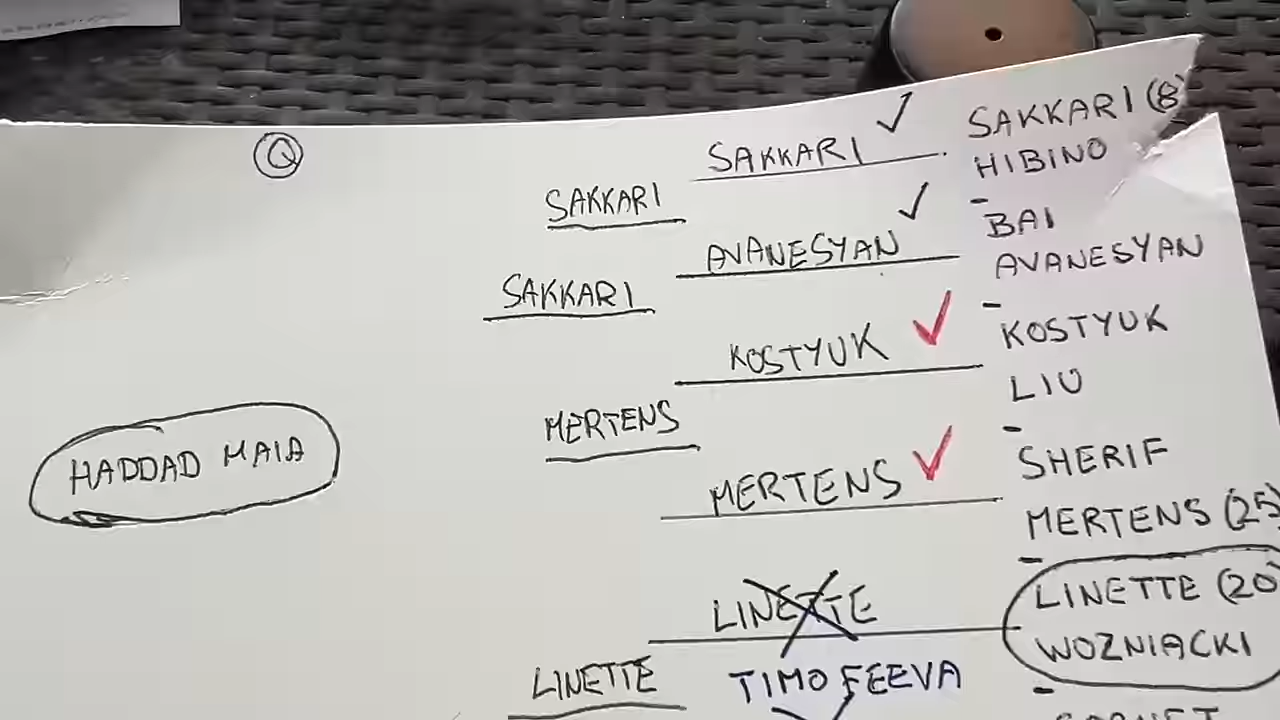 Q
SAKKARI
SAKKARI (8)
HIBINO
SAKKARI
AVANESYAN
BAI
AVANESYAN
SAKKARI
KOSTYUK
KOSTYUK
LIU
MERTENS
MERTENS
SHERIF
MERTENS (25)
HADDAD MAIA
LINETTE
LINETTE (20
WOZNIACKI
LINETTE
TIMOFEEVA